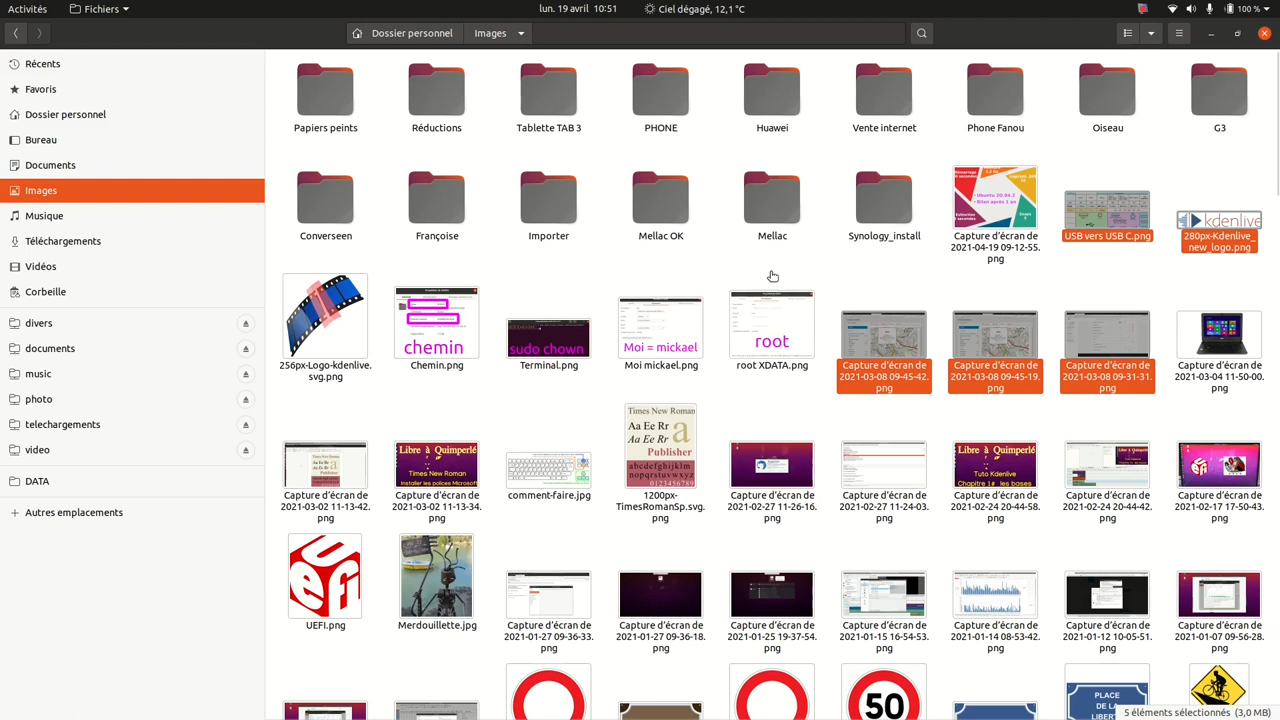 Activités
Fichiers
lun. 19 avril  10:51
Ciel dégagé, 12,1 °C
100 %
Dossier personnel
Images
Récents
Favoris
Dossier personnel
Bureau
Documents
Images
Musique
Téléchargements
Vidéos
Corbeille
divers
documents
music
photo
telechargements
video
DATA
Autres emplacements
Papiers peints
Réductions
Tablette TAB 3
PHONE
Huawei
Vente internet
Phone Fanou
Oiseau
G3
Converseen
Françoise
Importer
Mellac OK
Mellac
Synology_install
• Ubuntu 20.04.2
• Bilan après 1 an
Capture d'écran de
2021-04-19 09-12-55.
png
USB vers USB C.png
kdenlive
280px-Kdenlive_
new_logo.png
256px-Logo-kdenlive.
svg.png
chemin
Chemin.png
sudo chown
Terminal.png
Moi = mickael
Moi mickael.png
root
root XDATA.png
Capture d'écran de
2021-03-08 09-45-42.
png
Capture d'écran de
2021-03-08 09-45-19.
png
Capture d'écran de
2021-03-08 09-31-31.
png
Capture d'écran de
2021-03-04 11-50-00.
png
Capture d'écran de
2021-03-02 11-13-42.
png
Libre à Quimperlé
Times New Roman
Installer les polices Microsoft
Capture d'écran de
2021-03-02 11-13-34.
png
comment-faire.jpg
Times New Roman
Aa Ee Rr
Aa Ee Rr
a
Publisher
abcdefghijklm
nopqrstuvwxyz
0123456789
1200px-
TimesRomanSp.svg.
png
Capture d'écran de
2021-02-27 11-26-16.
png
Capture d'écran de
2021-02-27 11-24-03.
png
Libre à Quimperlé
Tuto Kdenlive
Chapitre 1# les bases
Capture d'écran de
2021-02-24 20-44-58.
png
Capture d'écran de
2021-02-24 20-44-42.
png
Capture d'écran de
2021-02-17 17-50-43.
png
UEFi
UEFI.png
Merdouillette.jpg
Capture d'écran de
2021-01-27 09-36-33.
png
Capture d'écran de
2021-01-27 09-36-18.
png
Capture d'écran de
2021-01-25 19-37-54.
png
Capture d'écran de
2021-01-15 16-54-53.
png
Capture d'écran de
2021-01-14 08-53-42.
png
Capture d'écran de
2021-01-12 10-05-51.
png
Capture d'écran de
2021-01-07 09-56-28.
png
50
PLACE
DE LA
5 éléments sélectionnés  (3,0 MB)